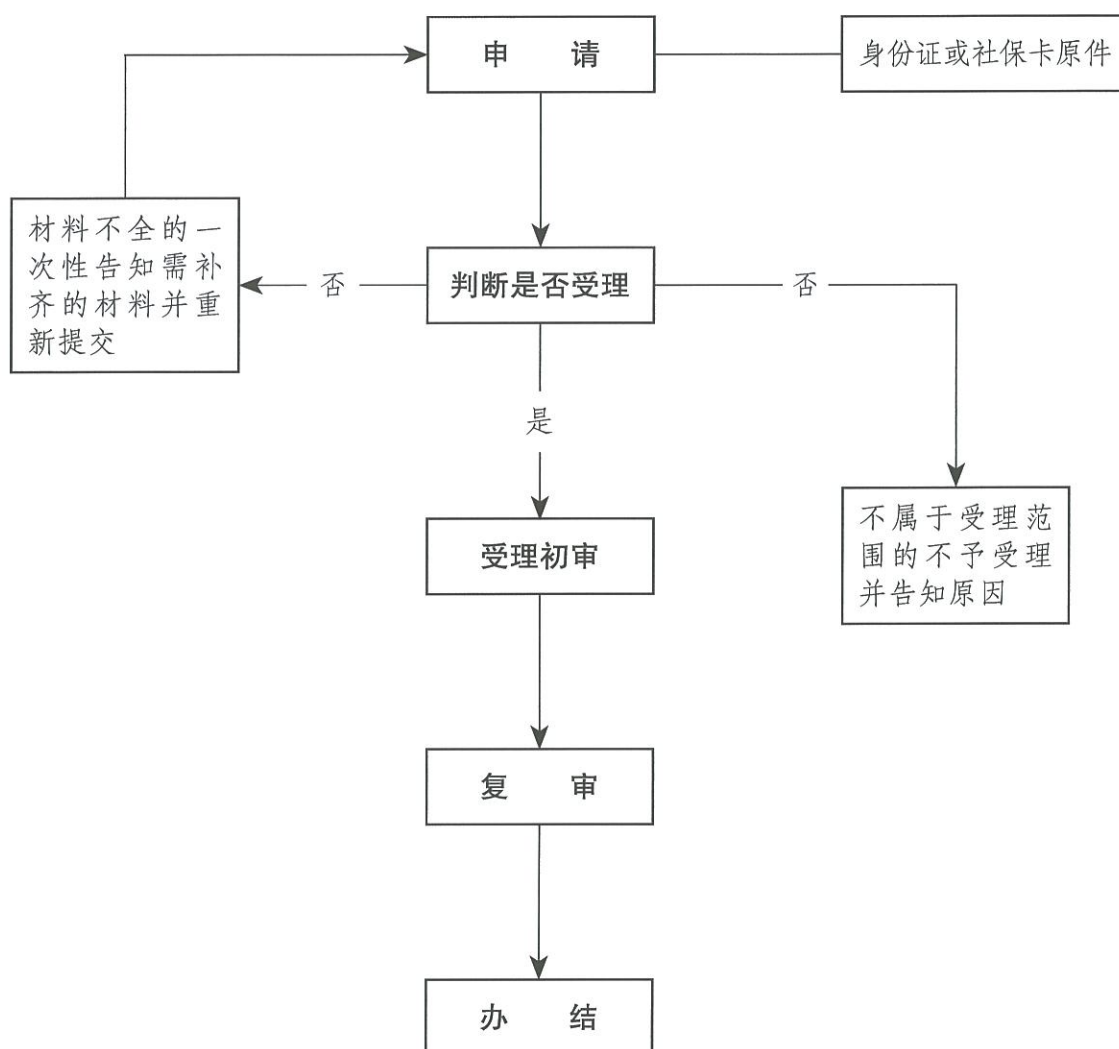 申 请
身份证或社保卡原件
材料不全的一
次性告知需补
齐的材料并重
新提交
否
判断是否受理
否
是
受理初审
不属于受理范
围的不予受理
并告知原因
复 审
办 结